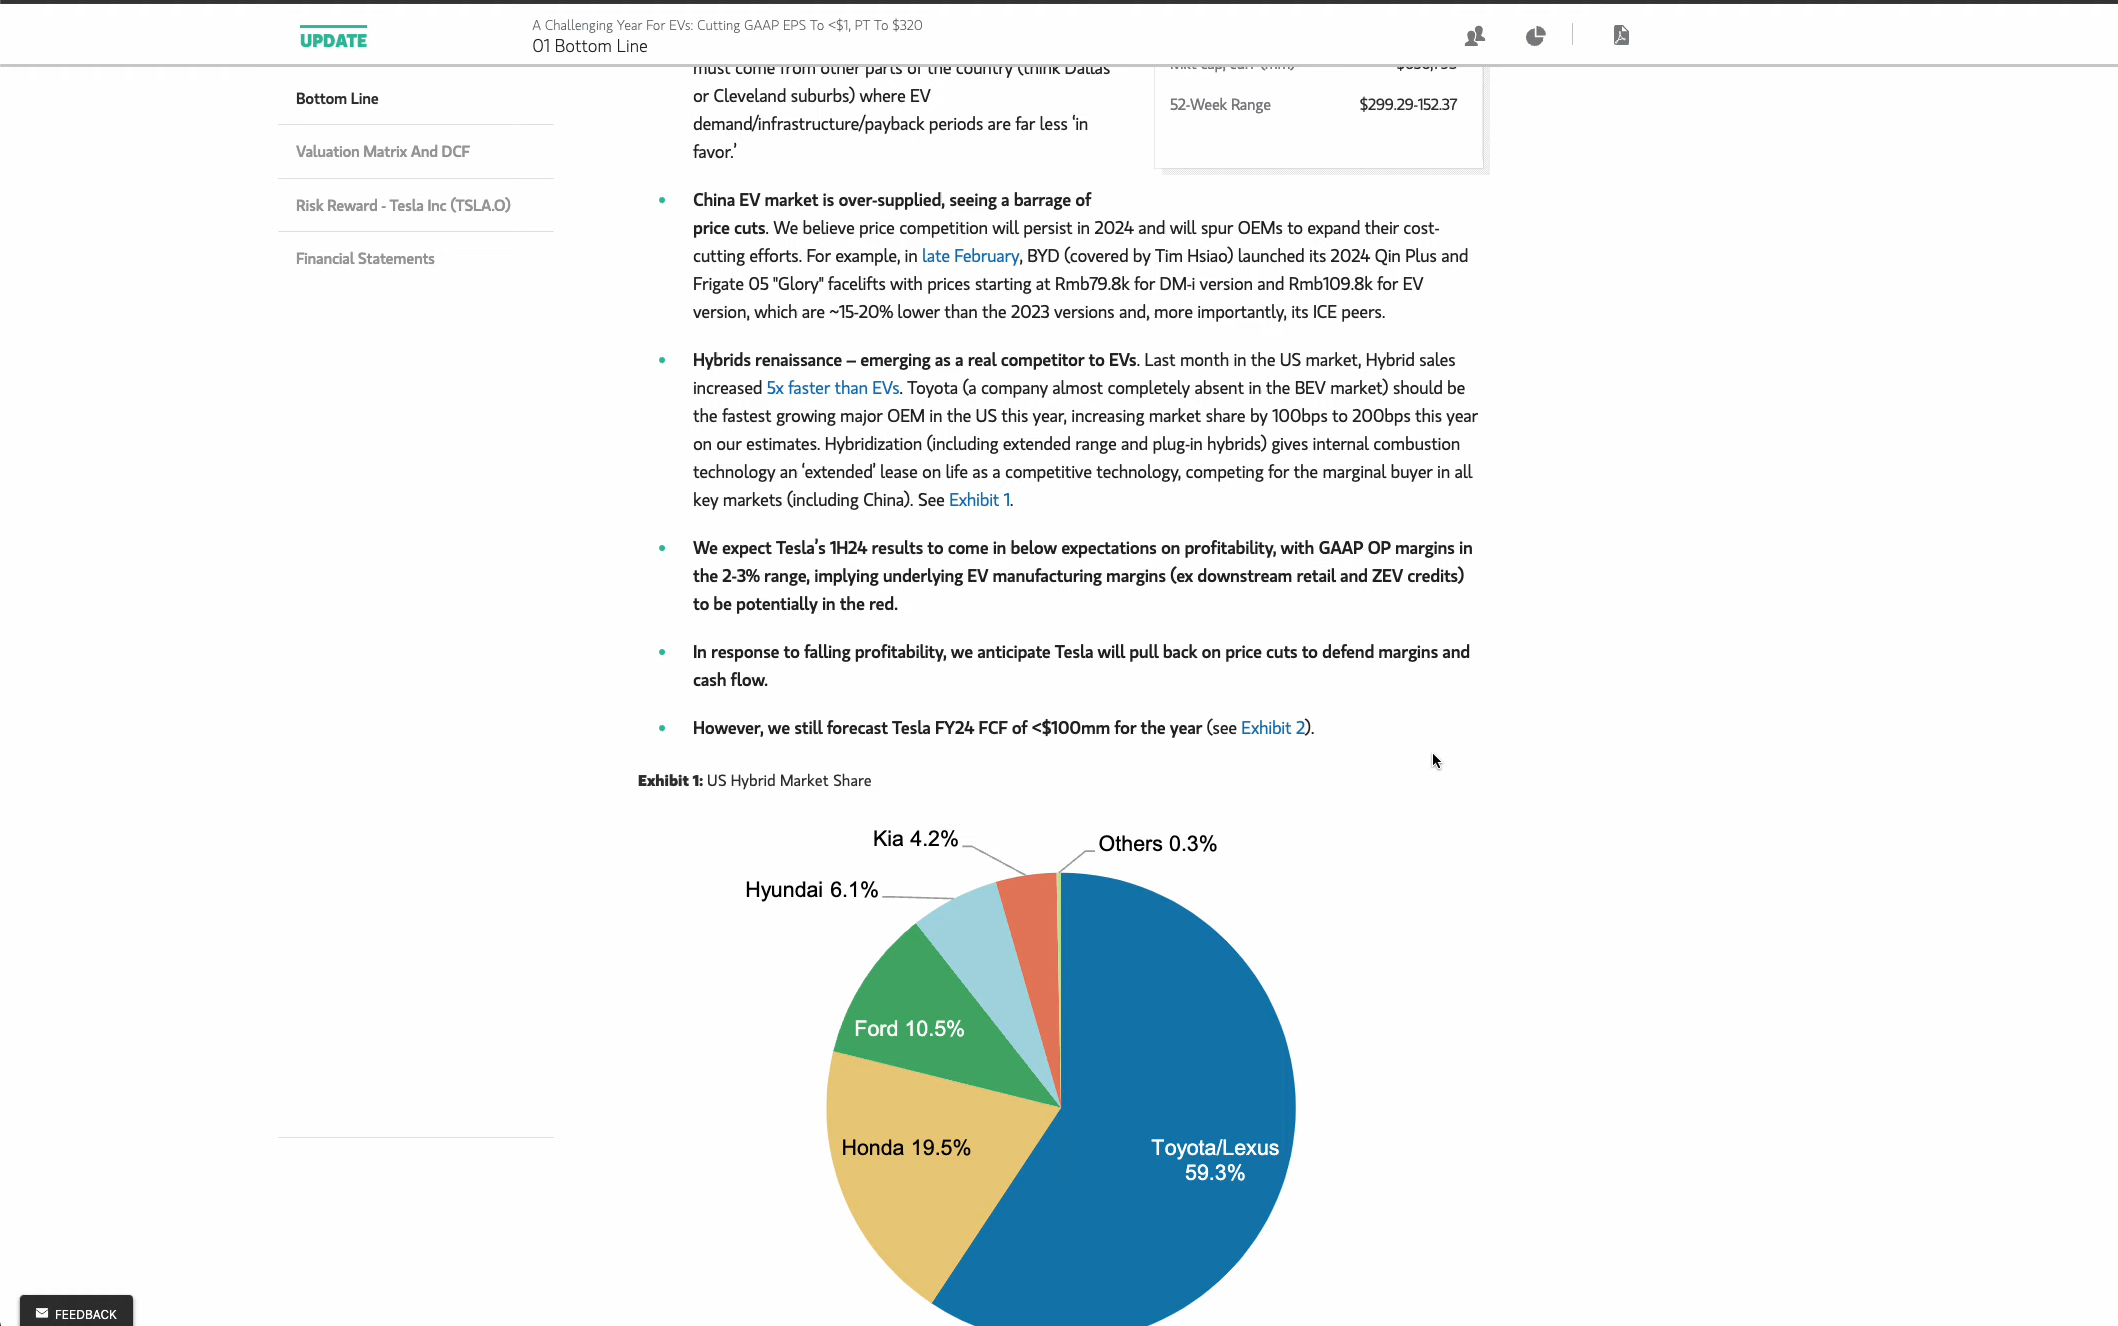 UPDATE
A Challenging Year For EVs: Cutting GAAP EPS To <$1, PT To $320
01 Bottom Line
Bottom Line
Valuation Matrix And DCF
Risk Reward - Tesla Inc (TSLA.O)
Financial Statements
must come from other parts of the country (think Dallas
or Cleveland suburbs) where EV
demand/infrastructure/payback periods are far less ‘in
favor.’
52-Week Range $299.29-152.37
• China EV market is over-supplied, seeing a barrage of
price cuts. We believe price competition will persist in 2024 and will spur OEMs to expand their cost-
cutting efforts. For example, in late February, BYD (covered by Tim Hsiao) launched its 2024 Qin Plus and
Frigate 05 "Glory" facelifts with prices starting at Rmb79.8k for DM-i version and Rmb109.8k for EV
version, which are ~15-20% lower than the 2023 versions and, more importantly, its ICE peers.
• Hybrids renaissance – emerging as a real competitor to EVs. Last month in the US market, Hybrid sales
increased 5x faster than EVs. Toyota (a company almost completely absent in the BEV market) should be
the fastest growing major OEM in the US this year, increasing market share by 100bps to 200bps this year
on our estimates. Hybridization (including extended range and plug-in hybrids) gives internal combustion
technology an ‘extended’ lease on life as a competitive technology, competing for the marginal buyer in all
key markets (including China). See Exhibit 1.
• We expect Tesla’s 1H24 results to come in below expectations on profitability, with GAAP OP margins in
the 2-3% range, implying underlying EV manufacturing margins (ex downstream retail and ZEV credits)
to be potentially in the red.
• In response to falling profitability, we anticipate Tesla will pull back on price cuts to defend margins and
cash flow.
• However, we still forecast Tesla FY24 FCF of <$100mm for the year (see Exhibit 2).
Exhibit 1: US Hybrid Market Share
Kia 4.2%
Others 0.3%
Hyundai 6.1%
Ford 10.5%
Honda 19.5%
Toyota/Lexus
59.3%
FEEDBACK